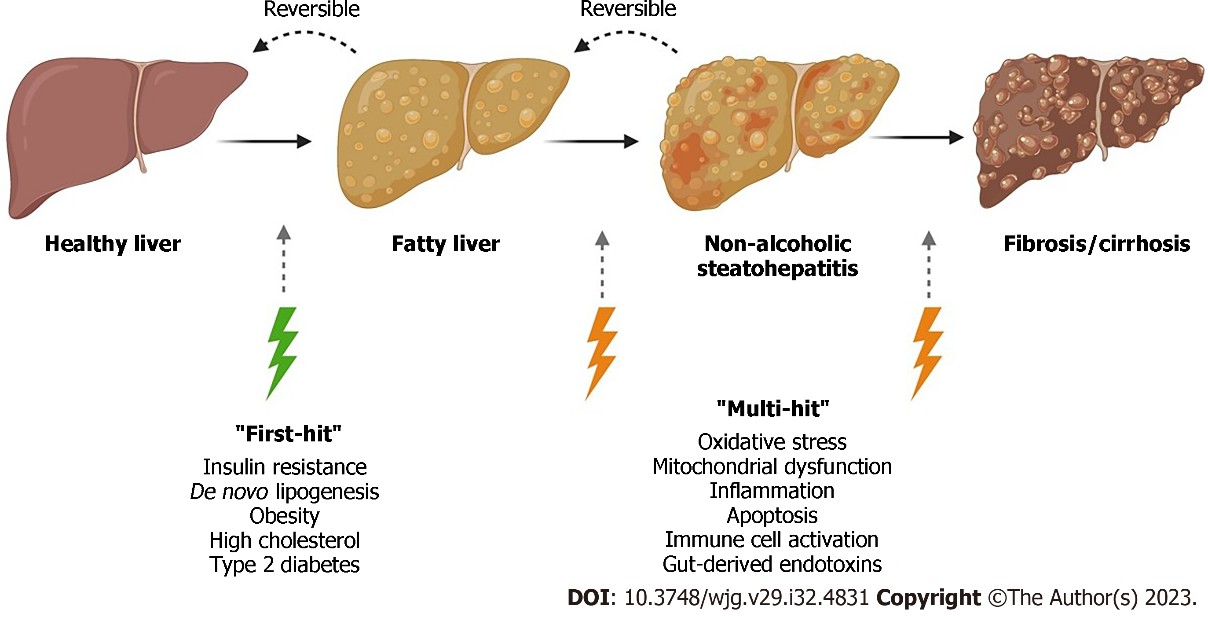 Reversible
Reversible
Healthy liver
Fatty liver
Non-alcoholic
steatohepatitis
Fibrosis/cirrhosis
"First-hit"
Insulin resistance
De novo lipogenesis
Obesity
High cholesterol
Type 2 diabetes
"Multi-hit"
Oxidative stress
Mitochondrial dysfunction
Inflammation
Apoptosis
Immune cell activation
Gut-derived endotoxins
DOI: 10.3748/wjg.v29.i32.4831 Copyright ©The Author(s) 2023.